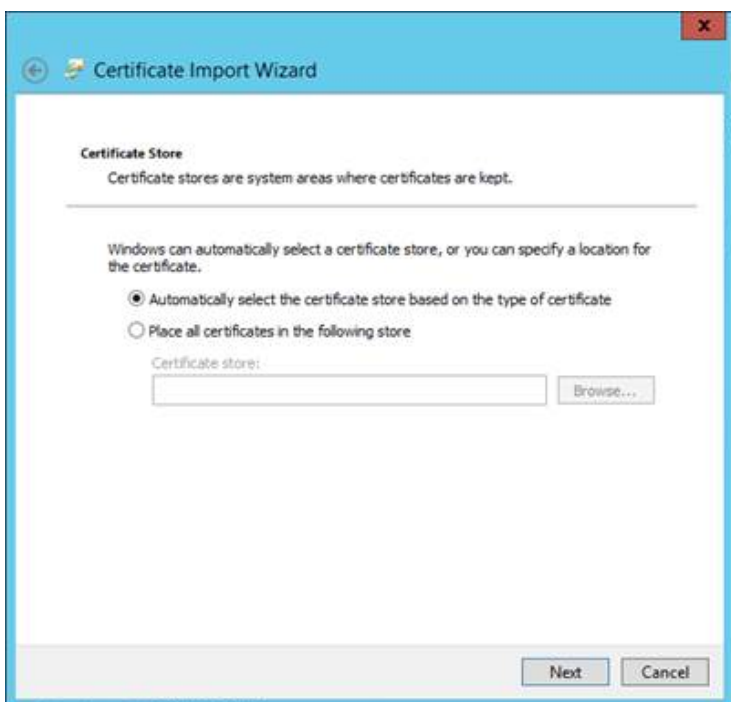 x
Certificate Import Wizard
Certificate Store
Certificate stores are system areas where certificates are kept.
Windows can automatically select a certificate store, or you can specify a location for
the certificate.
Automatically select the certificate store based on the type of certificate
Place all certificates in the following store
Certificate store:
Browse...
Next
Cancel